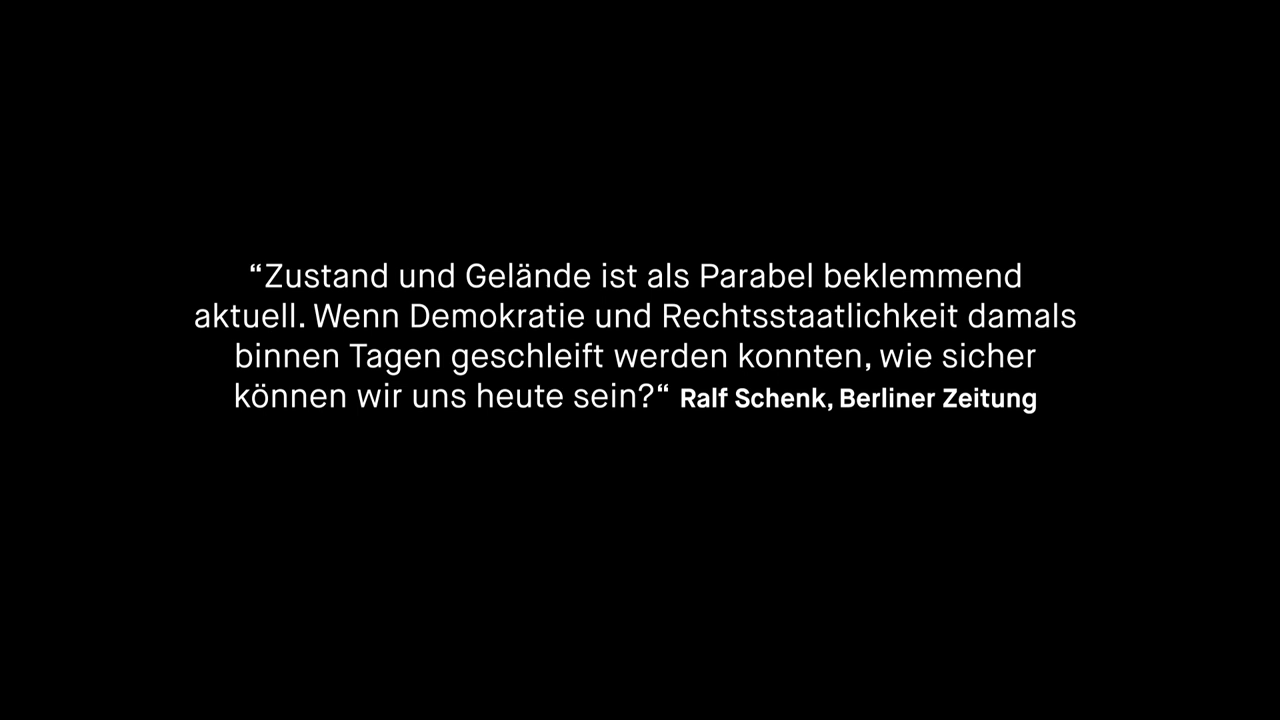 “Zustand und Gelände ist als Parabel beklemmend
aktuell. Wenn Demokratie und Rechtsstaatlichkeit damals
binnen Tagen geschleift werden konnten, wie sicher
können wir uns heute sein?“ Ralf Schenk, Berliner Zeitung